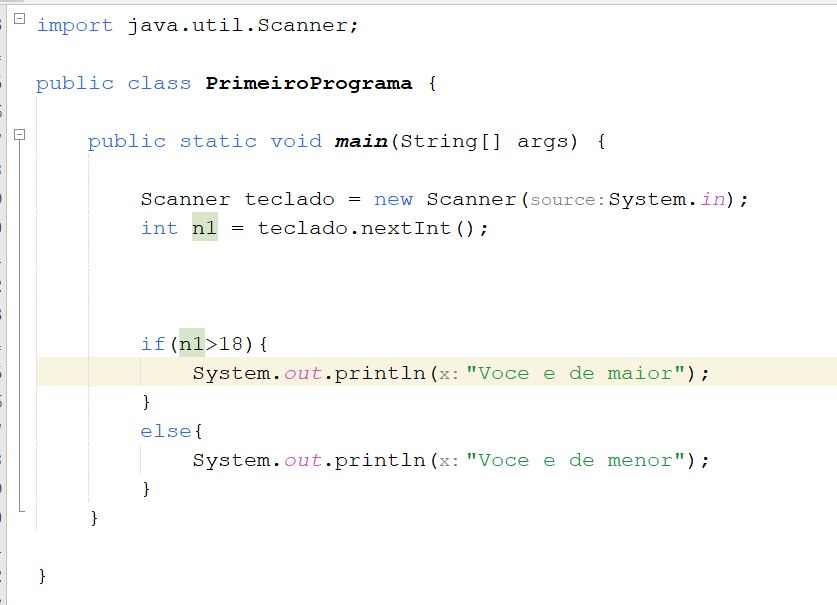 import java.util.Scanner;
public class PrimeiroPrograma {
public static void main(String[] args) {
Scanner teclado = new Scanner(source:System.in);
int n1 = teclado.nextInt();
if(n1>18){
System.out.println(x:"Voce e de maior");
}
else{
System.out.println(x:"Voce e de menor");
}
}
}